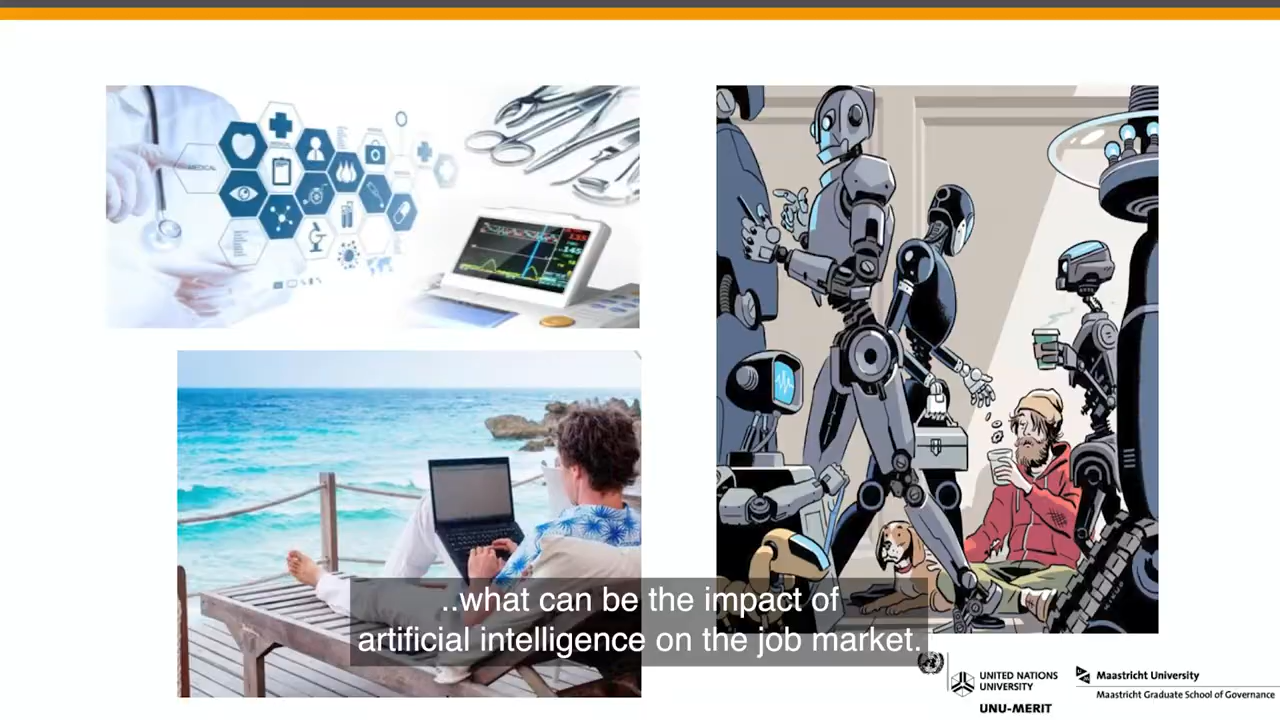 MEDICAL
..what can be the impact of
artificial intelligence on the job market.
UNITED NATIONS
UNIVERSITY
UNU-MERIT
Maastricht University
Maastricht Graduate School of Governance